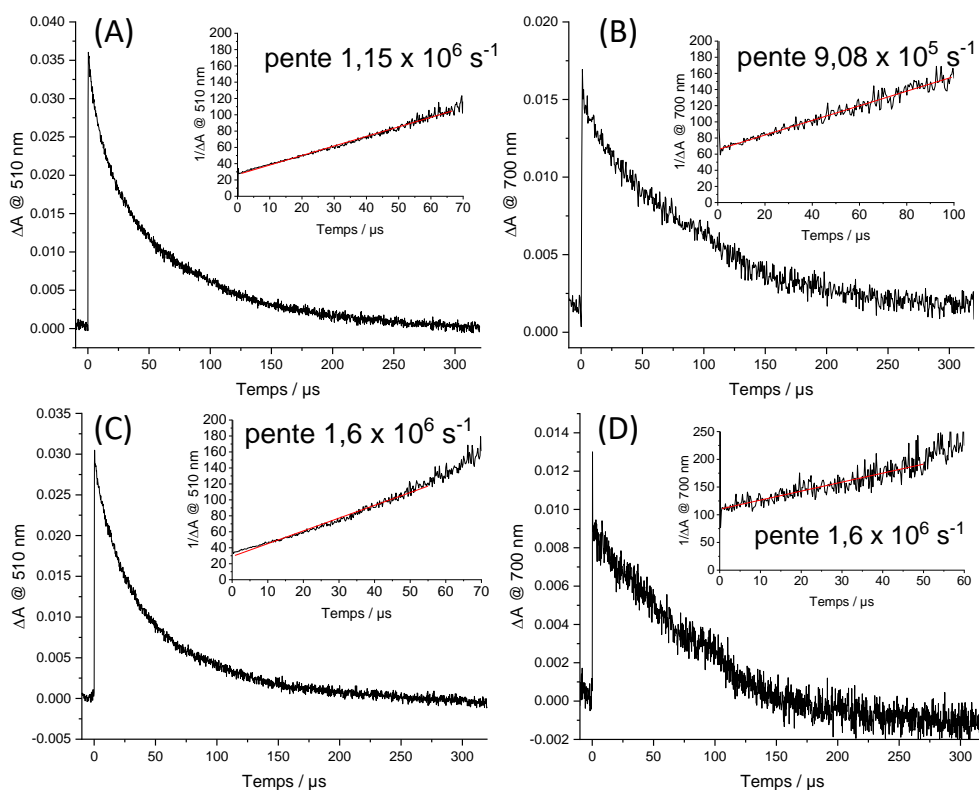 (A)
pente 1,15 x 10⁶ s⁻¹
ΔA @ 510 nm
0.040
0.035
0.030
0.025
0.020
0.015
0.010
0.005
0.000
0 50 100 150 200 250 300
Temps / µs
1/ΔA @ 510 nm
200
180
160
140
120
100
80
60
40
20
0
0 10 20 30 40 50 60 70
Temps / µs
(B)
pente 9,08 x 10⁵ s⁻¹
ΔA @ 700 nm
0.020
0.015
0.010
0.005
0.000
0 50 100 150 200 250 300
Temps / µs
1/ΔA @ 700 nm
200
180
160
140
120
100
80
60
40
20
0
0 20 40 60 80 100
Temps / µs
(C)
pente 1,6 x 10⁶ s⁻¹
ΔA @ 510 nm
0.035
0.030
0.025
0.020
0.015
0.010
0.005
0.000
-0.005
0 50 100 150 200 250 300
Temps / µs
1/ΔA @ 510 nm
200
180
160
140
120
100
80
60
40
20
0
0 10 20 30 40 50 60 70
Temps / µs
(D)
pente 1,6 x 10⁶ s⁻¹
ΔA @ 700 nm
0.014
0.012
0.010
0.008
0.006
0.004
0.002
0.000
-0.002
0 50 100 150 200 250 300
Temps / µs
1/ΔA @ 700 nm
250
200
150
100
50
0
0 10 20 30 40 50 60
Temps / µs